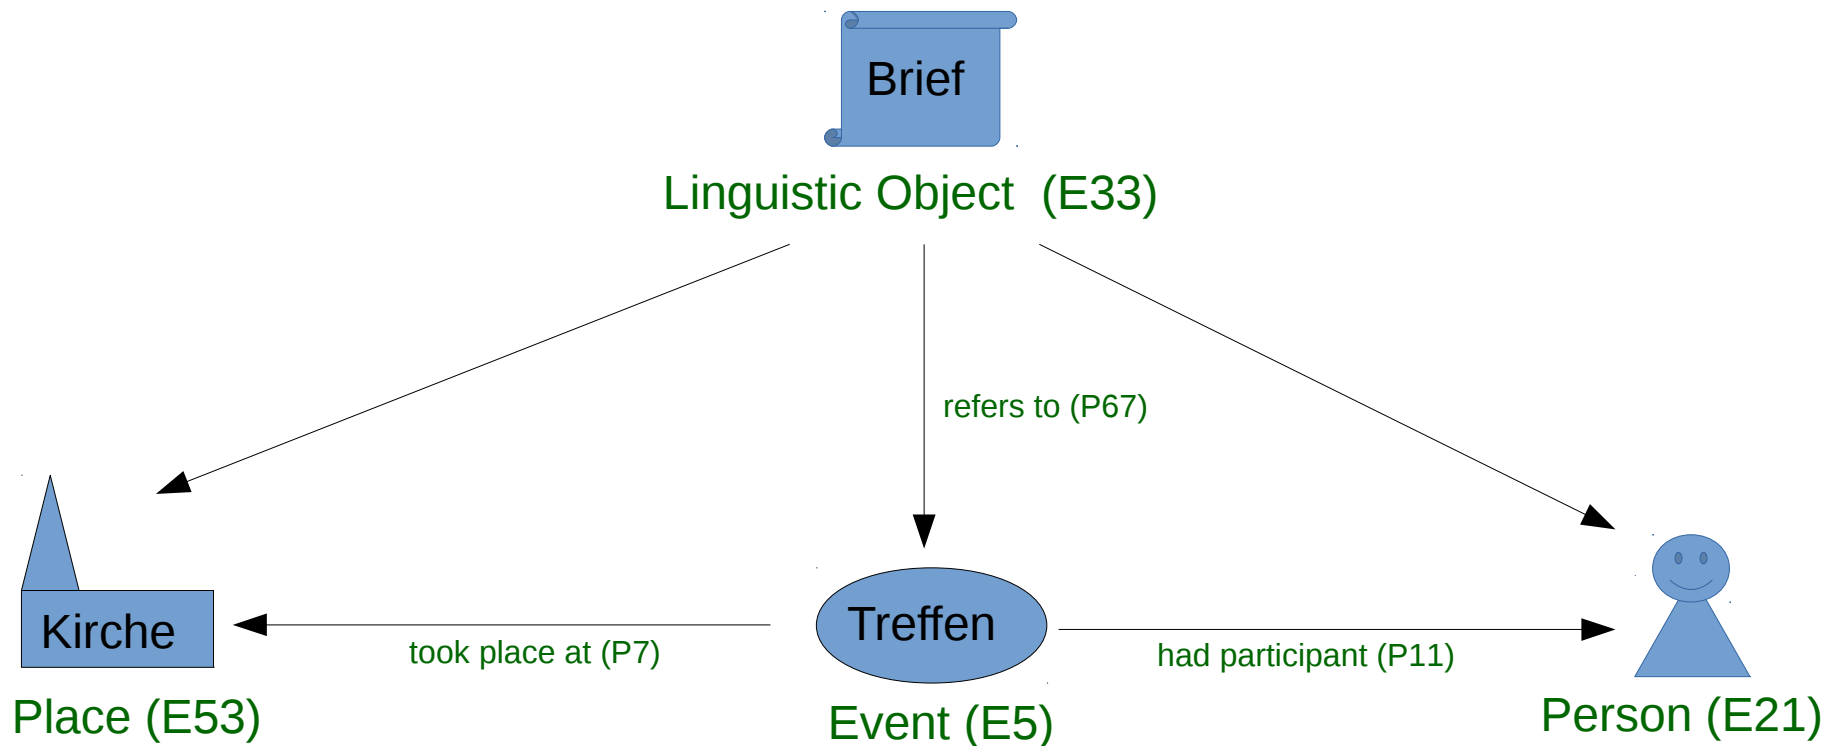 Brief
Linguistic Object (E33)
refers to (P67)
Kirche
Treffen
took place at (P7)
had participant (P11)
Place (E53)
Event (E5)
Person (E21)